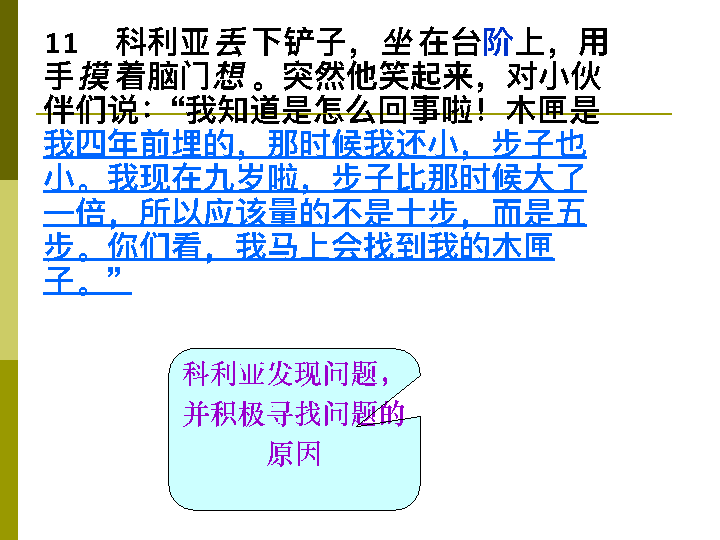 11 科利亚丢下铲子，坐在台阶上，用
手摸着脑门想。突然他笑起来，对小伙
伴们说：“我知道是怎么回事啦！木匣是
我四年前埋的，那时候我还小，步子也
小。我现在九岁啦，步子比那时候大了
一倍，所以应该量的不是十步，而是五
步。你们看，我马上会找到我的木匣
子。”
科利亚发现问题，
并积极寻找问题的
原因